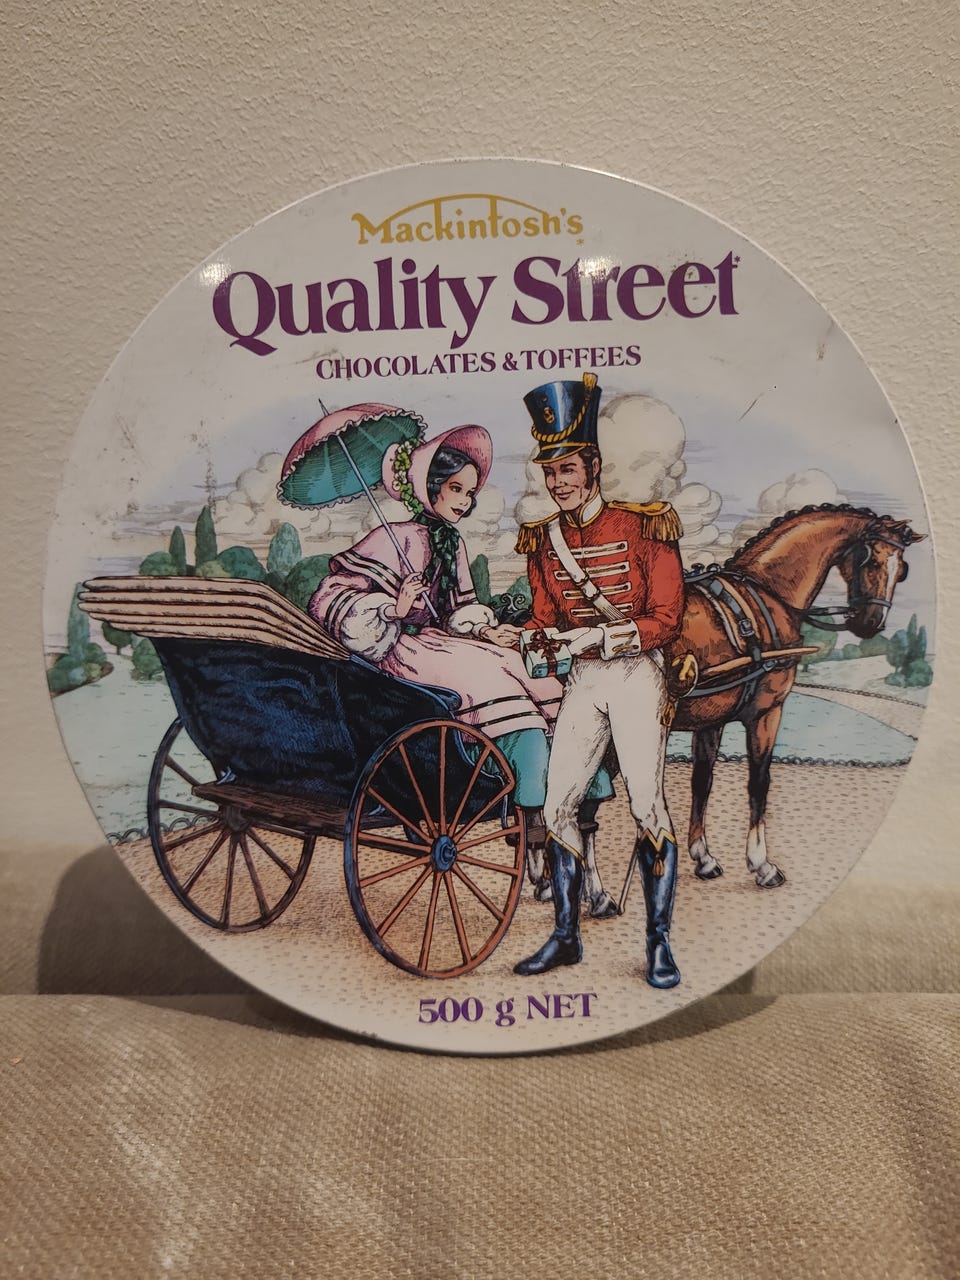 Mackintosh's*
Quality Street*
CHOCOLATES & TOFFEES
500 g NET